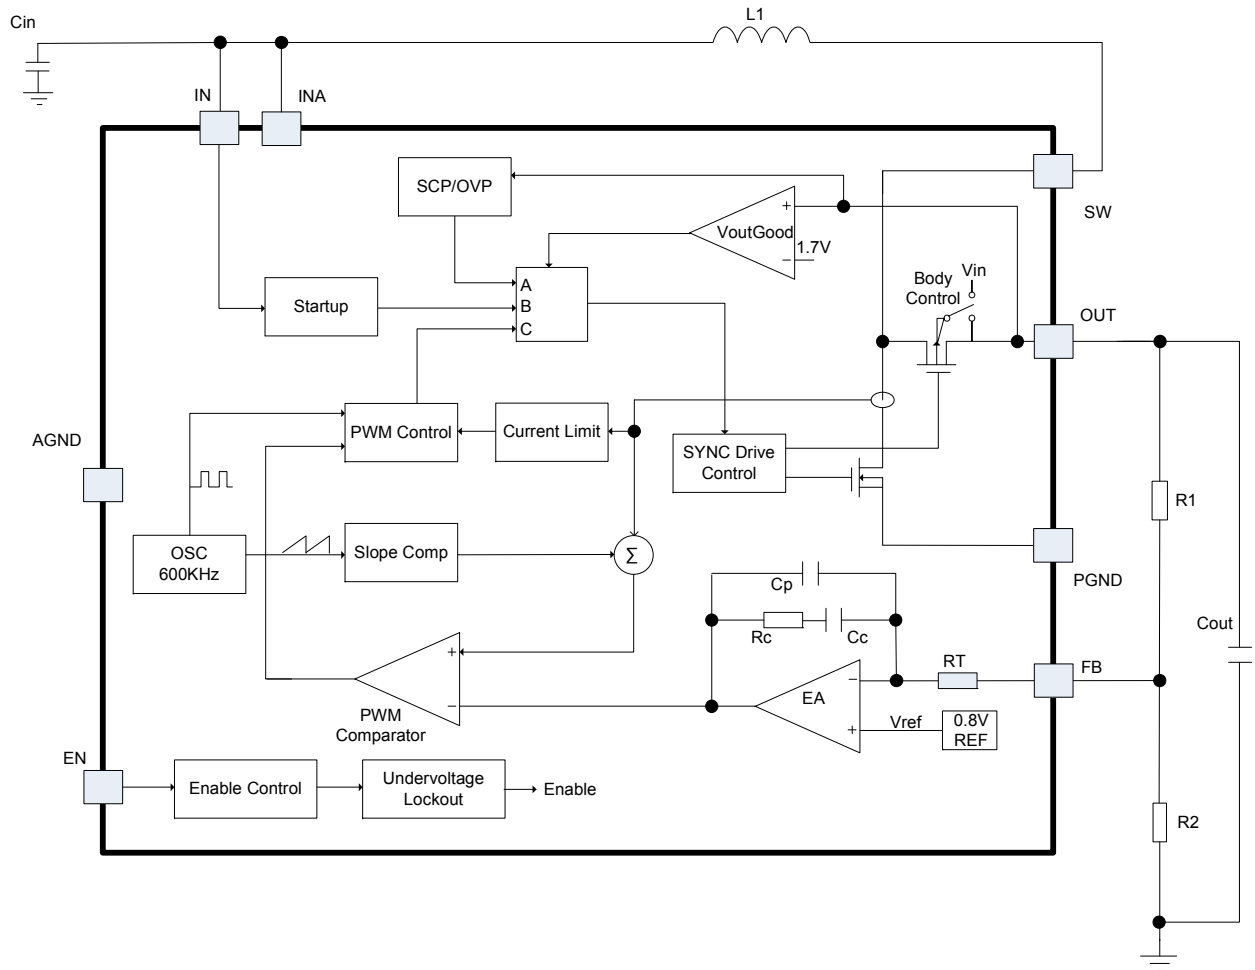 Cin
L1
IN
INA
SCP/OVP
SW
+
VoutGood
1.7V
−
Body
Control
Vin
A
B
C
Startup
OUT
AGND
PWM Control
Current Limit
SYNC Drive
Control
R1
OSC
600KHz
Slope Comp
Σ
PGND
Cp
Rc
Cc
Cout
RT
FB
+
−
PWM
Comparator
EA
−
+
Vref
0.8V
REF
EN
Enable Control
Undervoltage
Lockout
Enable
R2